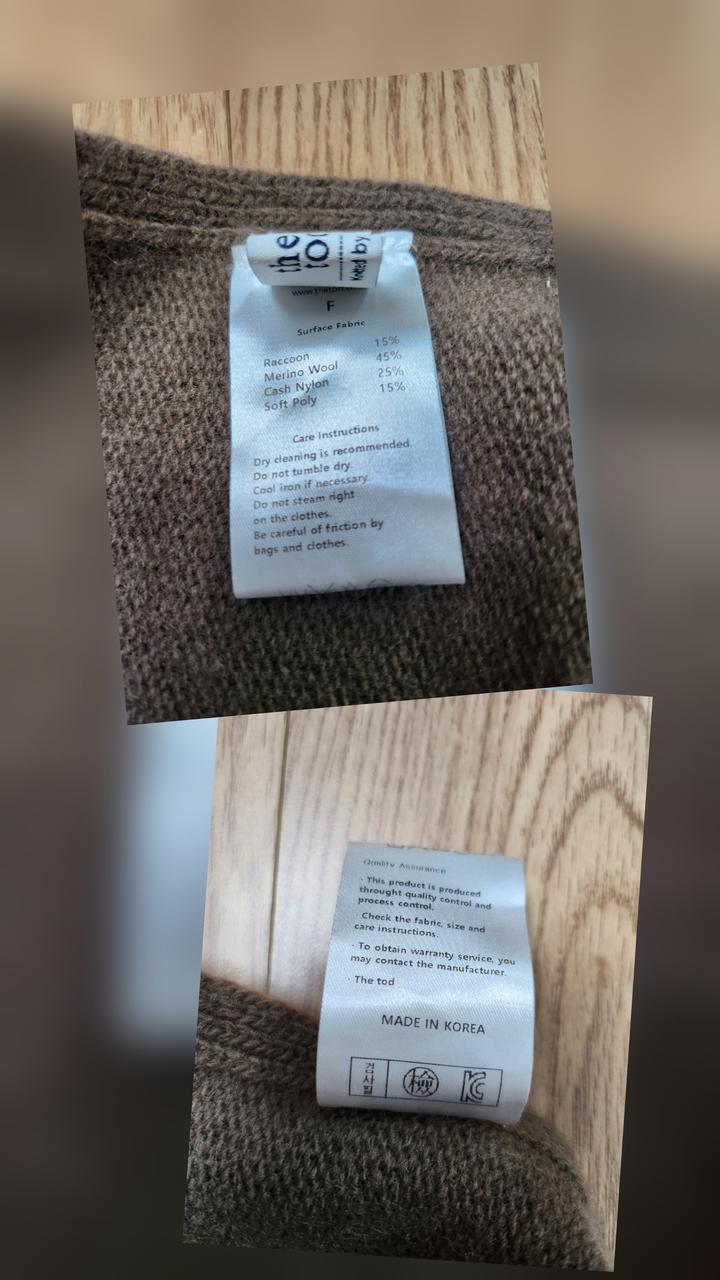 the
tod
Knitted by
F
Surface Fabric
Raccoon 15%
Merino Wool 45%
Cash Nylon 25%
Soft Poly 15%
Care Instructions
Dry cleaning is recommended.
Do not tumble dry.
Cool iron if necessary.
Do not steam right
on the clothes.
Be careful of friction by
bags and clothes.
Quality Assurance
· This product is produced
throught quality control and
process control.
· Check the fabric, size and
care instructions.
· To obtain warranty service, you
may contact the manufacturer.
· The tod
MADE IN KOREA
검사필 檢 KC